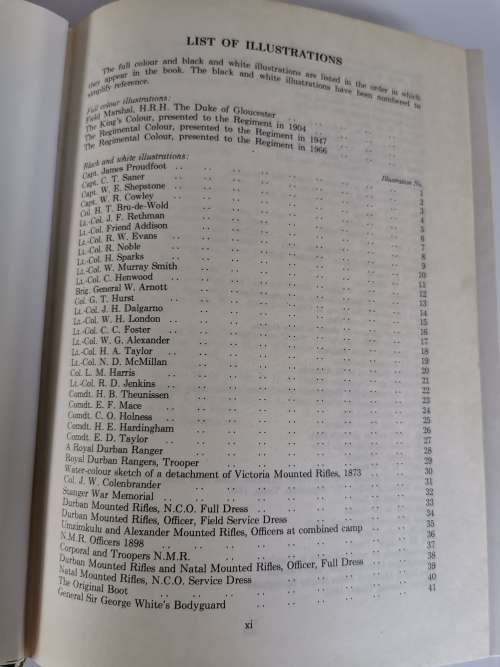 LIST OF ILLUSTRATIONS
The full colour and black and white illustrations are listed in the order in which
they appear in the book. The black and white illustrations have been numbered to
simplify reference.
Full colour illustrations:
Field Marshal, H.R.H. The Duke of Gloucester
The King's Colour, presented to the Regiment in 1904
The Regimental Colour, presented to the Regiment in 1947
The Regimental Colour, presented to the Regiment in 1966
Black and white illustrations:
Illustration No.
Capt. James Proudfoot 1
Capt. C. T. Saner 2
Capt. W. E. Shepstone 3
Capt. W. R. Cowley 4
Col. H. T. Bru-de-Wold 5
Lt.-Col. J. F. Rethman 6
Lt.-Col. Friend Addison 7
Lt.-Col. R. W. Evans 8
Lt.-Col. R. Noble 9
Lt.-Col. H. Sparks 10
Lt.-Col. W. Murray Smith 11
Lt.-Col. C. Henwood 12
Brig. General W. Arnott 13
Col. G. T. Hurst 14
Lt.-Col. J. H. Dalgarno 15
Lt.-Col. W. H. London 16
Lt.-Col. C. C. Foster 17
Lt.-Col. W. G. Alexander 18
Lt.-Col. H. A. Taylor 19
Lt.-Col. N. D. McMillan 20
Col. L. M. Harris 21
Lt.-Col. R. D. Jenkins 22
Comdt. H. B. Theunissen 23
Comdt. E. F. Mace 24
Comdt. C. O. Holness 25
Comdt. H. E. Hardingham 26
Comdt. E. D. Taylor 27
A Royal Durban Ranger 28
Royal Durban Rangers, Trooper 29
Water-colour sketch of a detachment of Victoria Mounted Rifles, 1873 30
Col. J. W. Colenbrander 31
Stanger War Memorial 32
Durban Mounted Rifles, N.C.O. Full Dress 33
Durban Mounted Rifles, Officer, Field Service Dress 34
Umzimkulu and Alexander Mounted Rifles, Officers at combined camp 35
N.M.R. Officers 1898 36
Corporal and Troopers N.M.R. 37
Durban Mounted Rifles and Natal Mounted Rifles, Officer, Full Dress 38
Natal Mounted Rifles, N.C.O. Service Dress 39
The Original Boot 40
General Sir George White's Bodyguard 41
xi